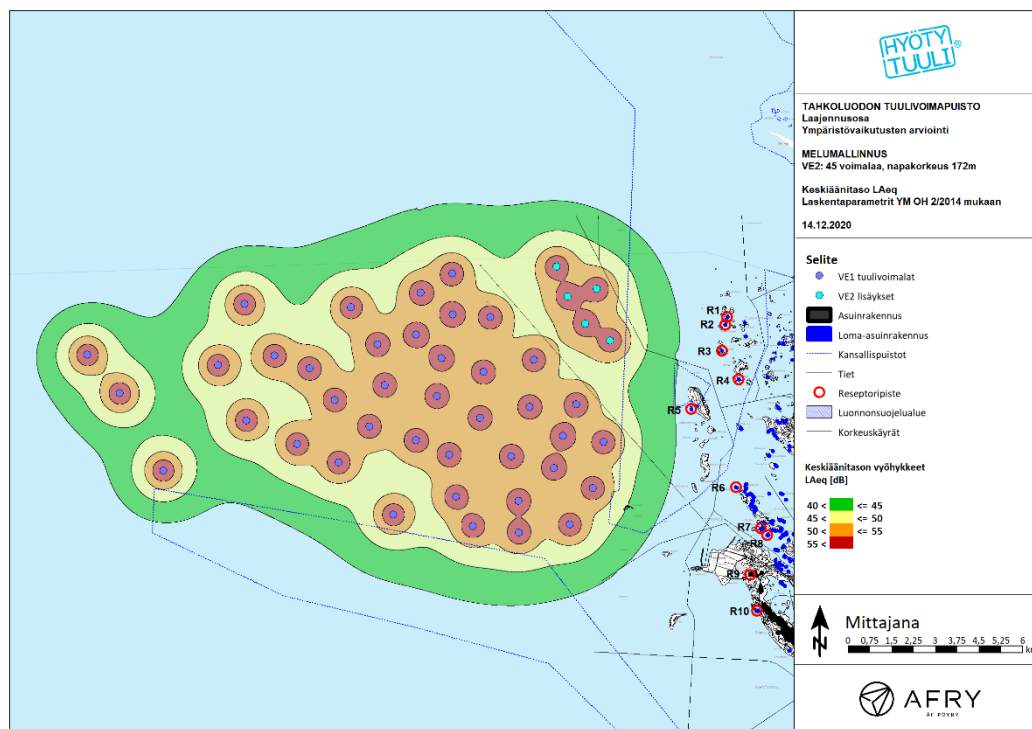 HYÖTY
TUULI®
TAHKOLUODON TUULIVOIMAPUISTO
Laajennusosa
Ympäristövaikutusten arviointi
MELUMALLINNUS
VE2: 45 voimalaa, napakorkeus 172m
Keskiäänitaso LAeq
Laskentaparametrit YM OH 2/2014 mukaan
14.12.2020
Selite
VE1 tuulivoimalat
VE2 lisäykset
Asuinrakennus
Loma-asuinrakennus
Kansallispuistot
Tiet
Reseptoripiste
Luonnonsuojelualue
Korkeuskäyrät
Keskiäänitason vyöhykkeet
LAeq [dB]
40 < <= 45
45 < <= 50
50 < <= 55
55 <
R1
R2
R3
R4
R5
R6
R7
R8
R9
R10
N
Mittajana
0 0,75 1,5 2,25 3 3,75 4,5 5,25 6
km
AFRY
ÅF PÖYRY